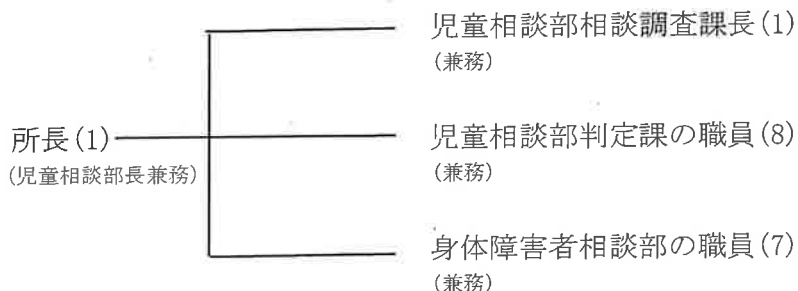 児童相談部相談調査課長(1)
(兼務)
所長(1)
(児童相談部長兼務)
児童相談部判定課の職員(8)
(兼務)
身体障害者相談部の職員(7)
(兼務)